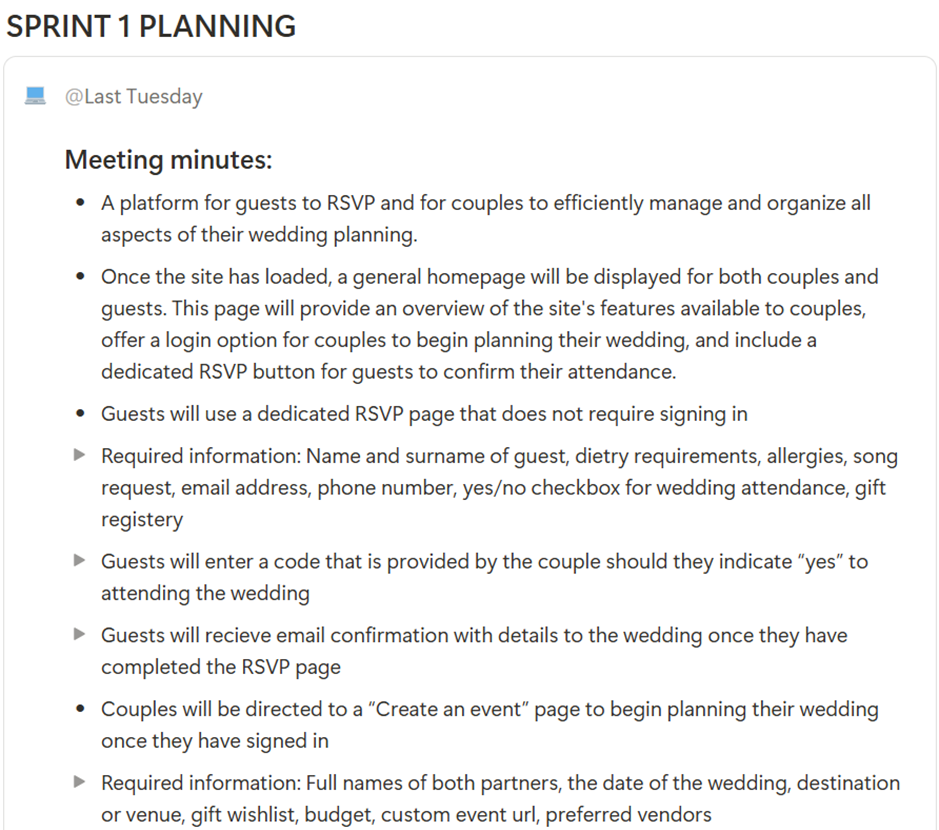 SPRINT 1 PLANNING
@Last Tuesday
Meeting minutes:
• A platform for guests to RSVP and for couples to efficiently manage and organize all
aspects of their wedding planning.
• Once the site has loaded, a general homepage will be displayed for both couples and
guests. This page will provide an overview of the site's features available to couples,
offer a login option for couples to begin planning their wedding, and include a
dedicated RSVP button for guests to confirm their attendance.
• Guests will use a dedicated RSVP page that does not require signing in
▶ Required information: Name and surname of guest, dietry requirements, allergies, song
request, email address, phone number, yes/no checkbox for wedding attendance, gift
registery
▶ Guests will enter a code that is provided by the couple should they indicate “yes” to
attending the wedding
▶ Guests will recieve email confirmation with details to the wedding once they have
completed the RSVP page
• Couples will be directed to a “Create an event” page to begin planning their wedding
once they have signed in
▶ Required information: Full names of both partners, the date of the wedding, destination
or venue, gift wishlist, budget, custom event url, preferred vendors